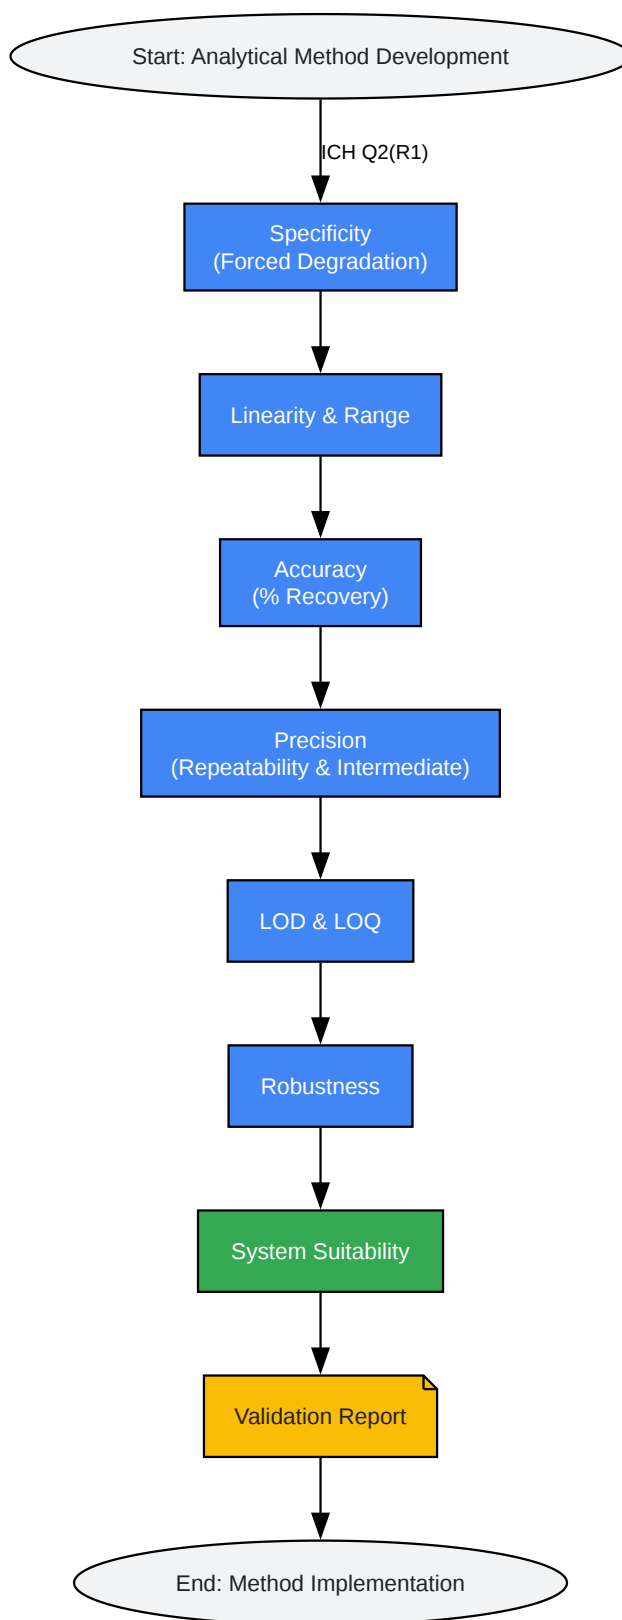 Start: Analytical Method Development
ICH Q2(R1)
Specificity
(Forced Degradation)
Linearity & Range
Accuracy
(% Recovery)
Precision
(Repeatability & Intermediate)
LOD & LOQ
Robustness
System Suitability
Validation Report
End: Method Implementation